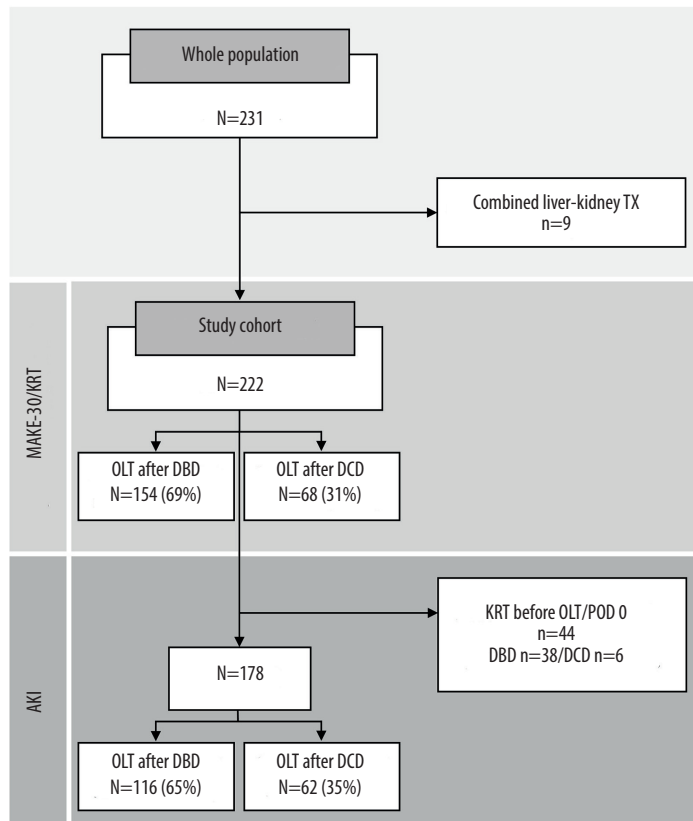 Whole population
N=231
Combined liver-kidney TX
n=9
MAKE-30/KRT
Study cohort
N=222
OLT after DBD
N=154 (69%)
OLT after DCD
N=68 (31%)
AKI
KRT before OLT/POD 0
n=44
DBD n=38/DCD n=6
N=178
OLT after DBD
N=116 (65%)
OLT after DCD
N=62 (35%)